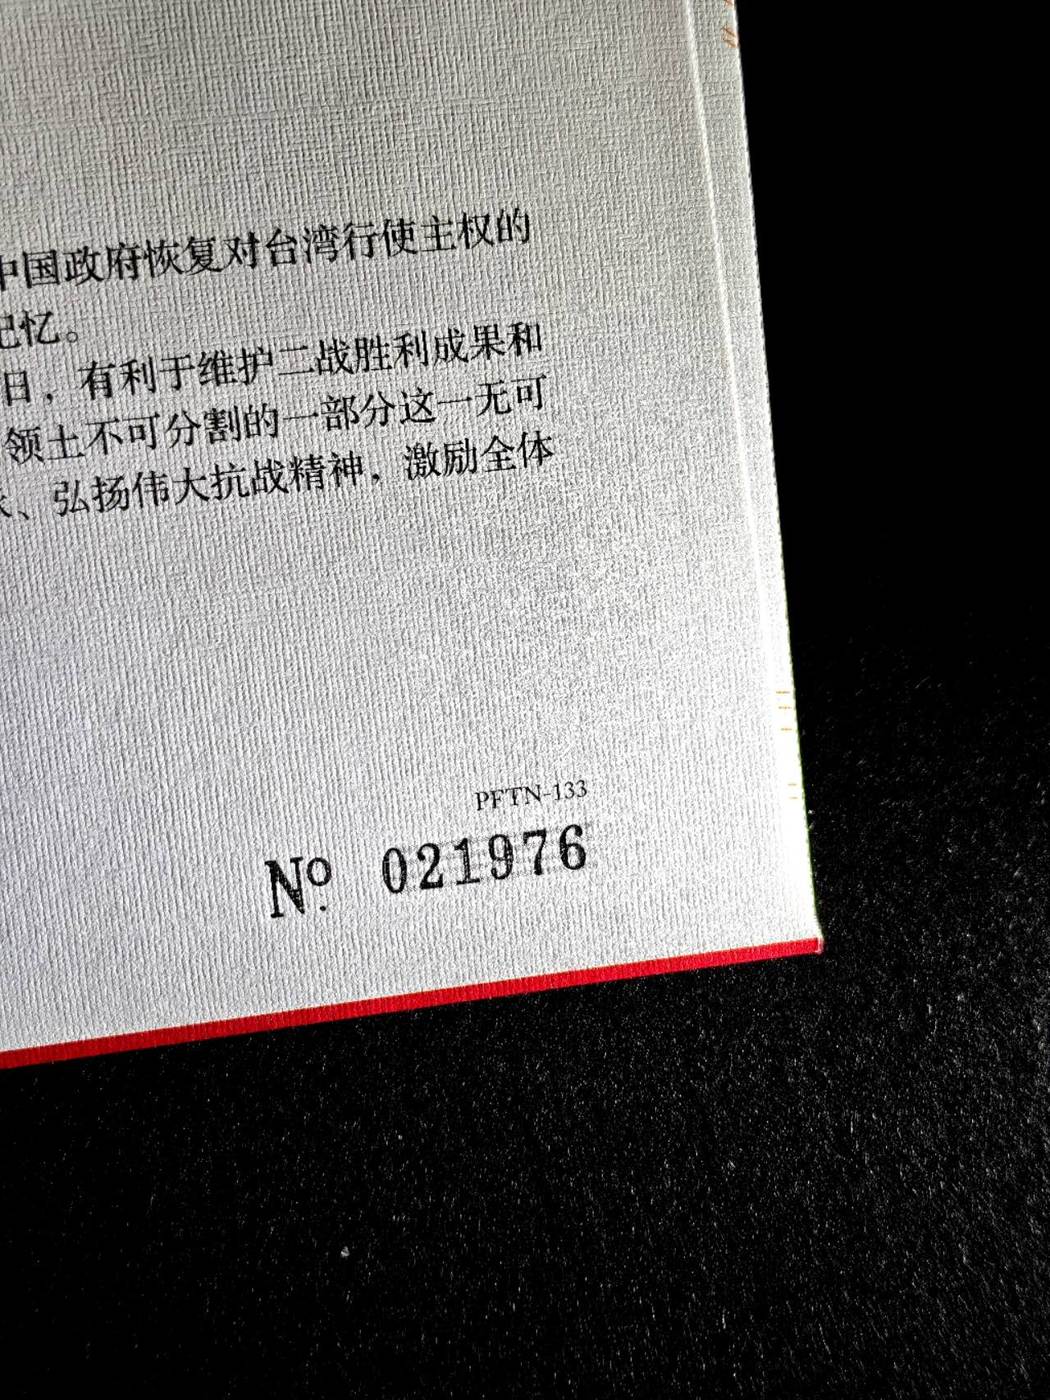 中国政府恢复对台湾行使主权的
记忆。
日，有利于维护二战胜利成果和
领土不可分割的一部分这一无可
、弘扬伟大抗战精神，激励全体
PFTN-133
No. 021976